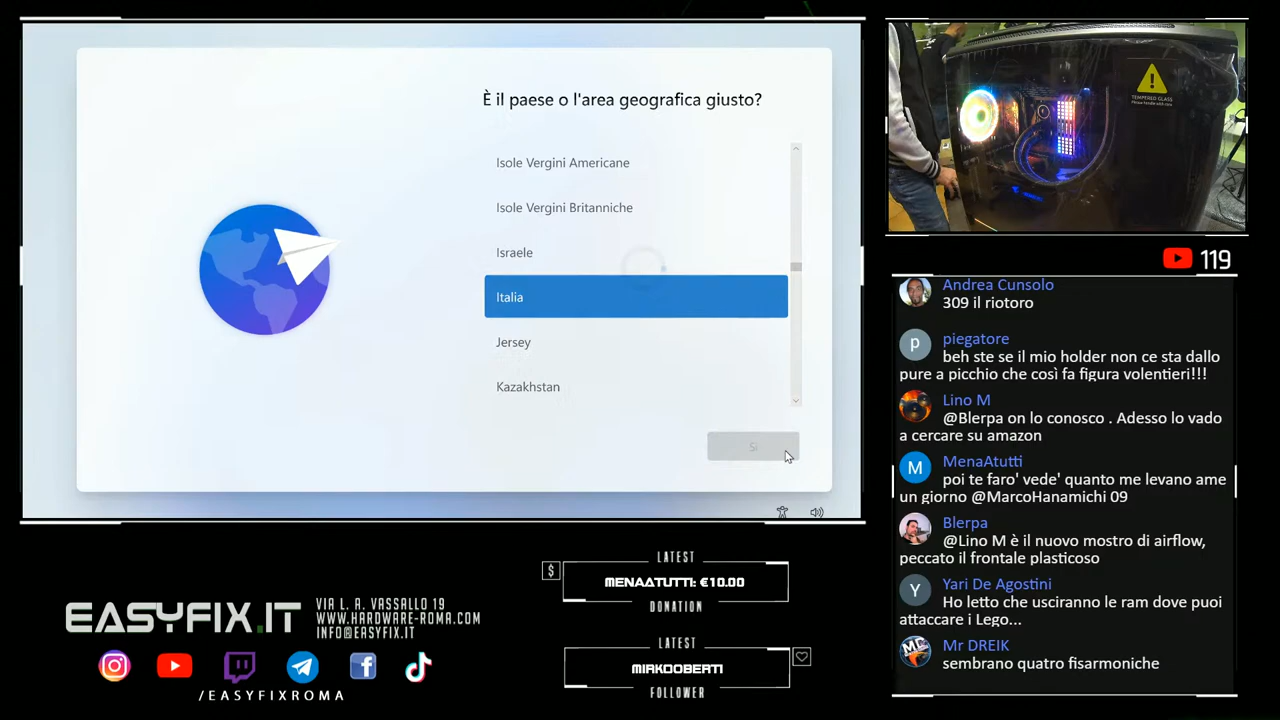 È il paese o l'area geografica giusto?
Isole Vergini Americane
Isole Vergini Britanniche
Israele
Italia
Jersey
Kazakhstan
Sì
TEMPERED GLASS
Please handle with care
119
Andrea Cunsolo
309 il riotoro
p
piegatore
beh ste se il mio holder non ce sta dallo
pure a picchio che così fa figura volentieri!!!
Lino M
@Blerpa on lo conosco . Adesso lo vado
a cercare su amazon
M
MenaAtutti
poi te faro' vede' quanto me levano ame
un giorno @MarcoHanamichi 09
Blerpa
@Lino M è il nuovo mostro di airflow,
peccato il frontale plasticoso
Y
Yari De Agostini
Ho letto che usciranno le ram dove puoi
attaccare i Lego...
Mr DREIK
sembrano quatro fisarmoniche
EASYFIX.IT
VIA L. A. VASSALLO 19
WWW.HARDWARE-ROMA.COM
INFO@EASYFIX.IT
/EASYFIXROMA
$
LATEST
MENAATUTTI: €10.00
DONATION
LATEST
MIRKOOBERTI
FOLLOWER